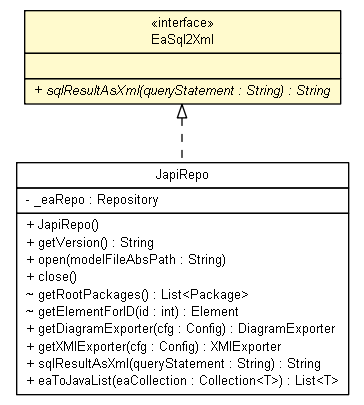 «interface»
EaSql2Xml
+ sqlResultAsXml(queryStatement : String) : String
JapiRepo
- _eaRepo : Repository
+ JapiRepo()
+ getVersion() : String
+ open(modelFileAbsPath : String)
+ close()
~ getRootPackages() : List<Package>
~ getElementForID(id : int) : Element
+ getDiagramExporter(cfg : Config) : DiagramExporter
+ getXMIExporter(cfg : Config) : XMIExporter
+ sqlResultAsXml(queryStatement : String) : String
+ eaToJavaList(eaCollection : Collection<T>) : List<T>